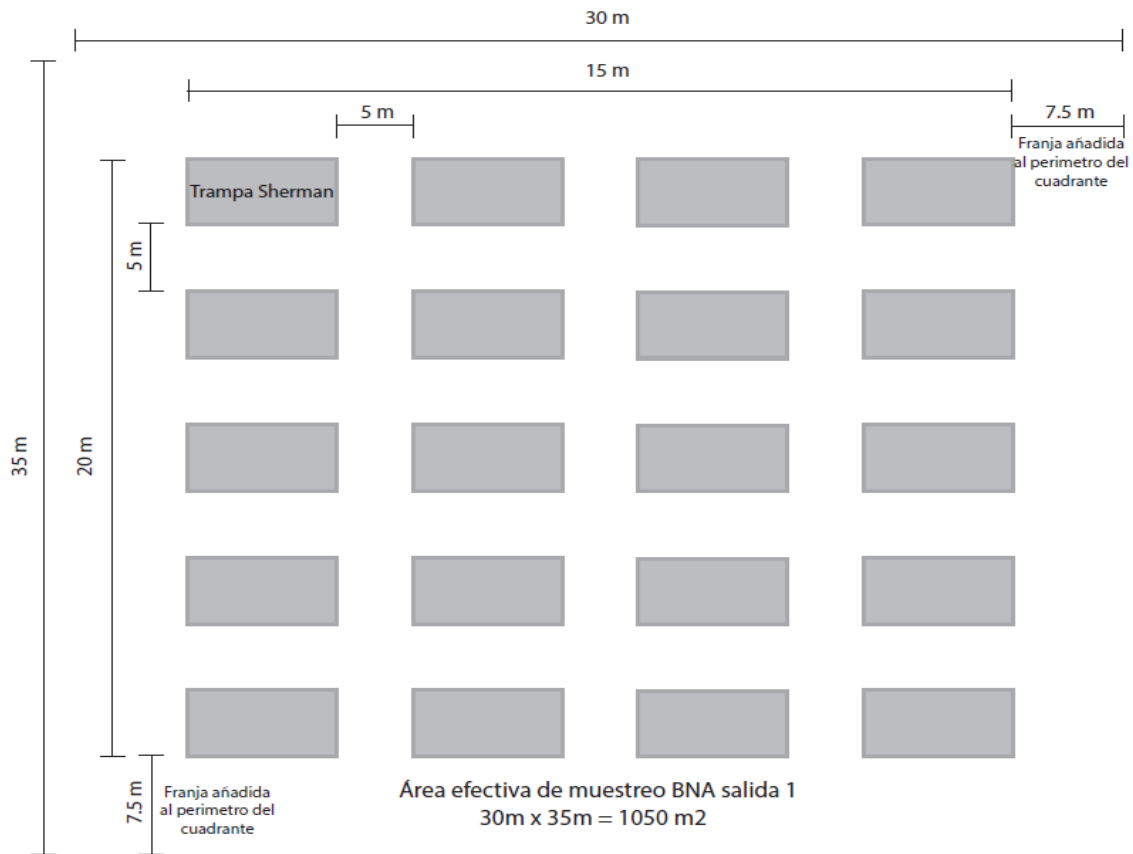 30 m
15 m
5 m
7.5 m
Franja añadida
al perimetro del
cuadrante
Trampa Sherman
5 m
35 m
20 m
7.5 m
Franja añadida
al perimetro del
cuadrante
Área efectiva de muestreo BNA salida 1
30m x 35m = 1050 m2